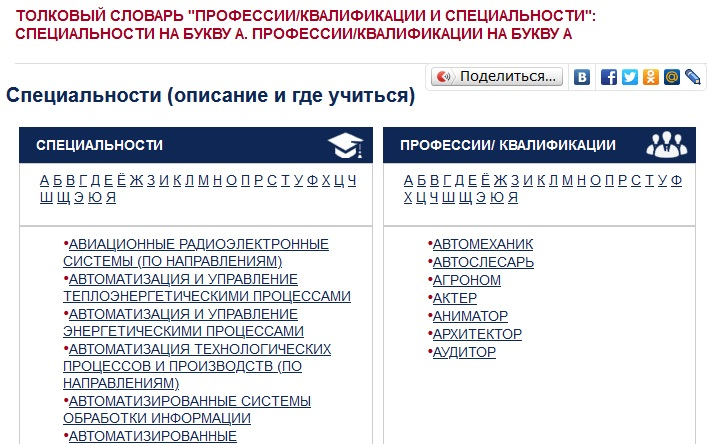 ТОЛКОВЫЙ СЛОВАРЬ "ПРОФЕССИИ/КВАЛИФИКАЦИИ И СПЕЦИАЛЬНОСТИ":
СПЕЦИАЛЬНОСТИ НА БУКВУ А. ПРОФЕССИИ/КВАЛИФИКАЦИИ НА БУКВУ А
Поделиться…
Специальности (описание и где учиться)
СПЕЦИАЛЬНОСТИ
А Б В Г Д Е Ё Ж З И К Л М Н О П Р С Т У Ф Х Ц Ч
Ш Щ Э Ю Я
•АВИАЦИОННЫЕ РАДИОЭЛЕКТРОННЫЕ
СИСТЕМЫ (ПО НАПРАВЛЕНИЯМ)
•АВТОМАТИЗАЦИЯ И УПРАВЛЕНИЕ
ТЕПЛОЭНЕРГЕТИЧЕСКИМИ ПРОЦЕССАМИ
•АВТОМАТИЗАЦИЯ И УПРАВЛЕНИЕ
ЭНЕРГЕТИЧЕСКИМИ ПРОЦЕССАМИ
•АВТОМАТИЗАЦИЯ ТЕХНОЛОГИЧЕСКИХ
ПРОЦЕССОВ И ПРОИЗВОДСТВ (ПО
НАПРАВЛЕНИЯМ)
•АВТОМАТИЗИРОВАННЫЕ СИСТЕМЫ
ОБРАБОТКИ ИНФОРМАЦИИ
•АВТОМАТИЗИРОВАННЫЕ
ПРОФЕССИИ/ КВАЛИФИКАЦИИ
А Б В Г Д Е Ё Ж З И К Л М Н О П Р С Т У Ф
Х Ц Ч Ш Щ Э Ю Я
•АВТОМЕХАНИК
•АВТОСЛЕСАРЬ
•АГРОНОМ
•АКТЕР
•АНИМАТОР
•АРХИТЕКТОР
•АУДИТОР